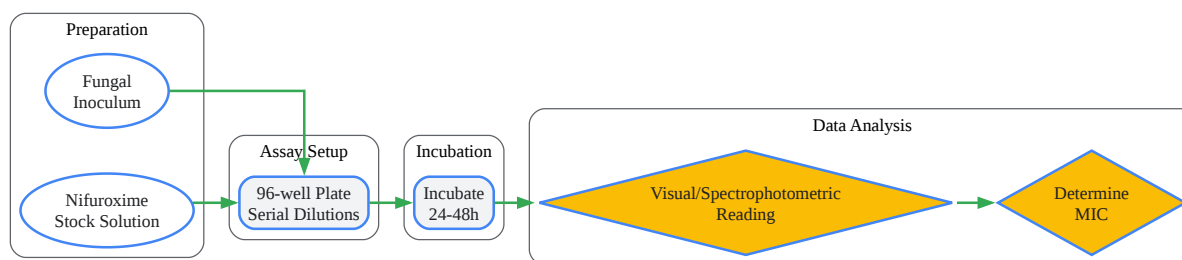 Preparation
Fungal
Inoculum
Nifuroxime
Stock Solution
Assay Setup
96-well Plate
Serial Dilutions
Incubation
Incubate
24-48h
Data Analysis
Visual/Spectrophotometric
Reading
Determine
MIC